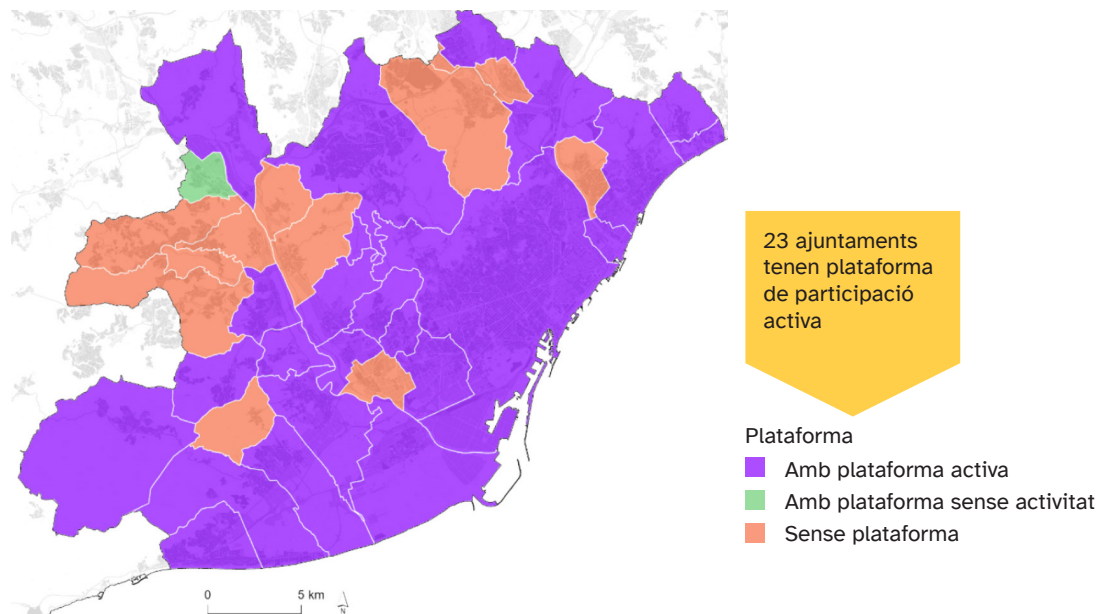 23 ajuntaments
tenen plataforma
de participació
activa
Plataforma
Amb plataforma activa
Amb plataforma sense activitat
Sense plataforma
0 5 km
N